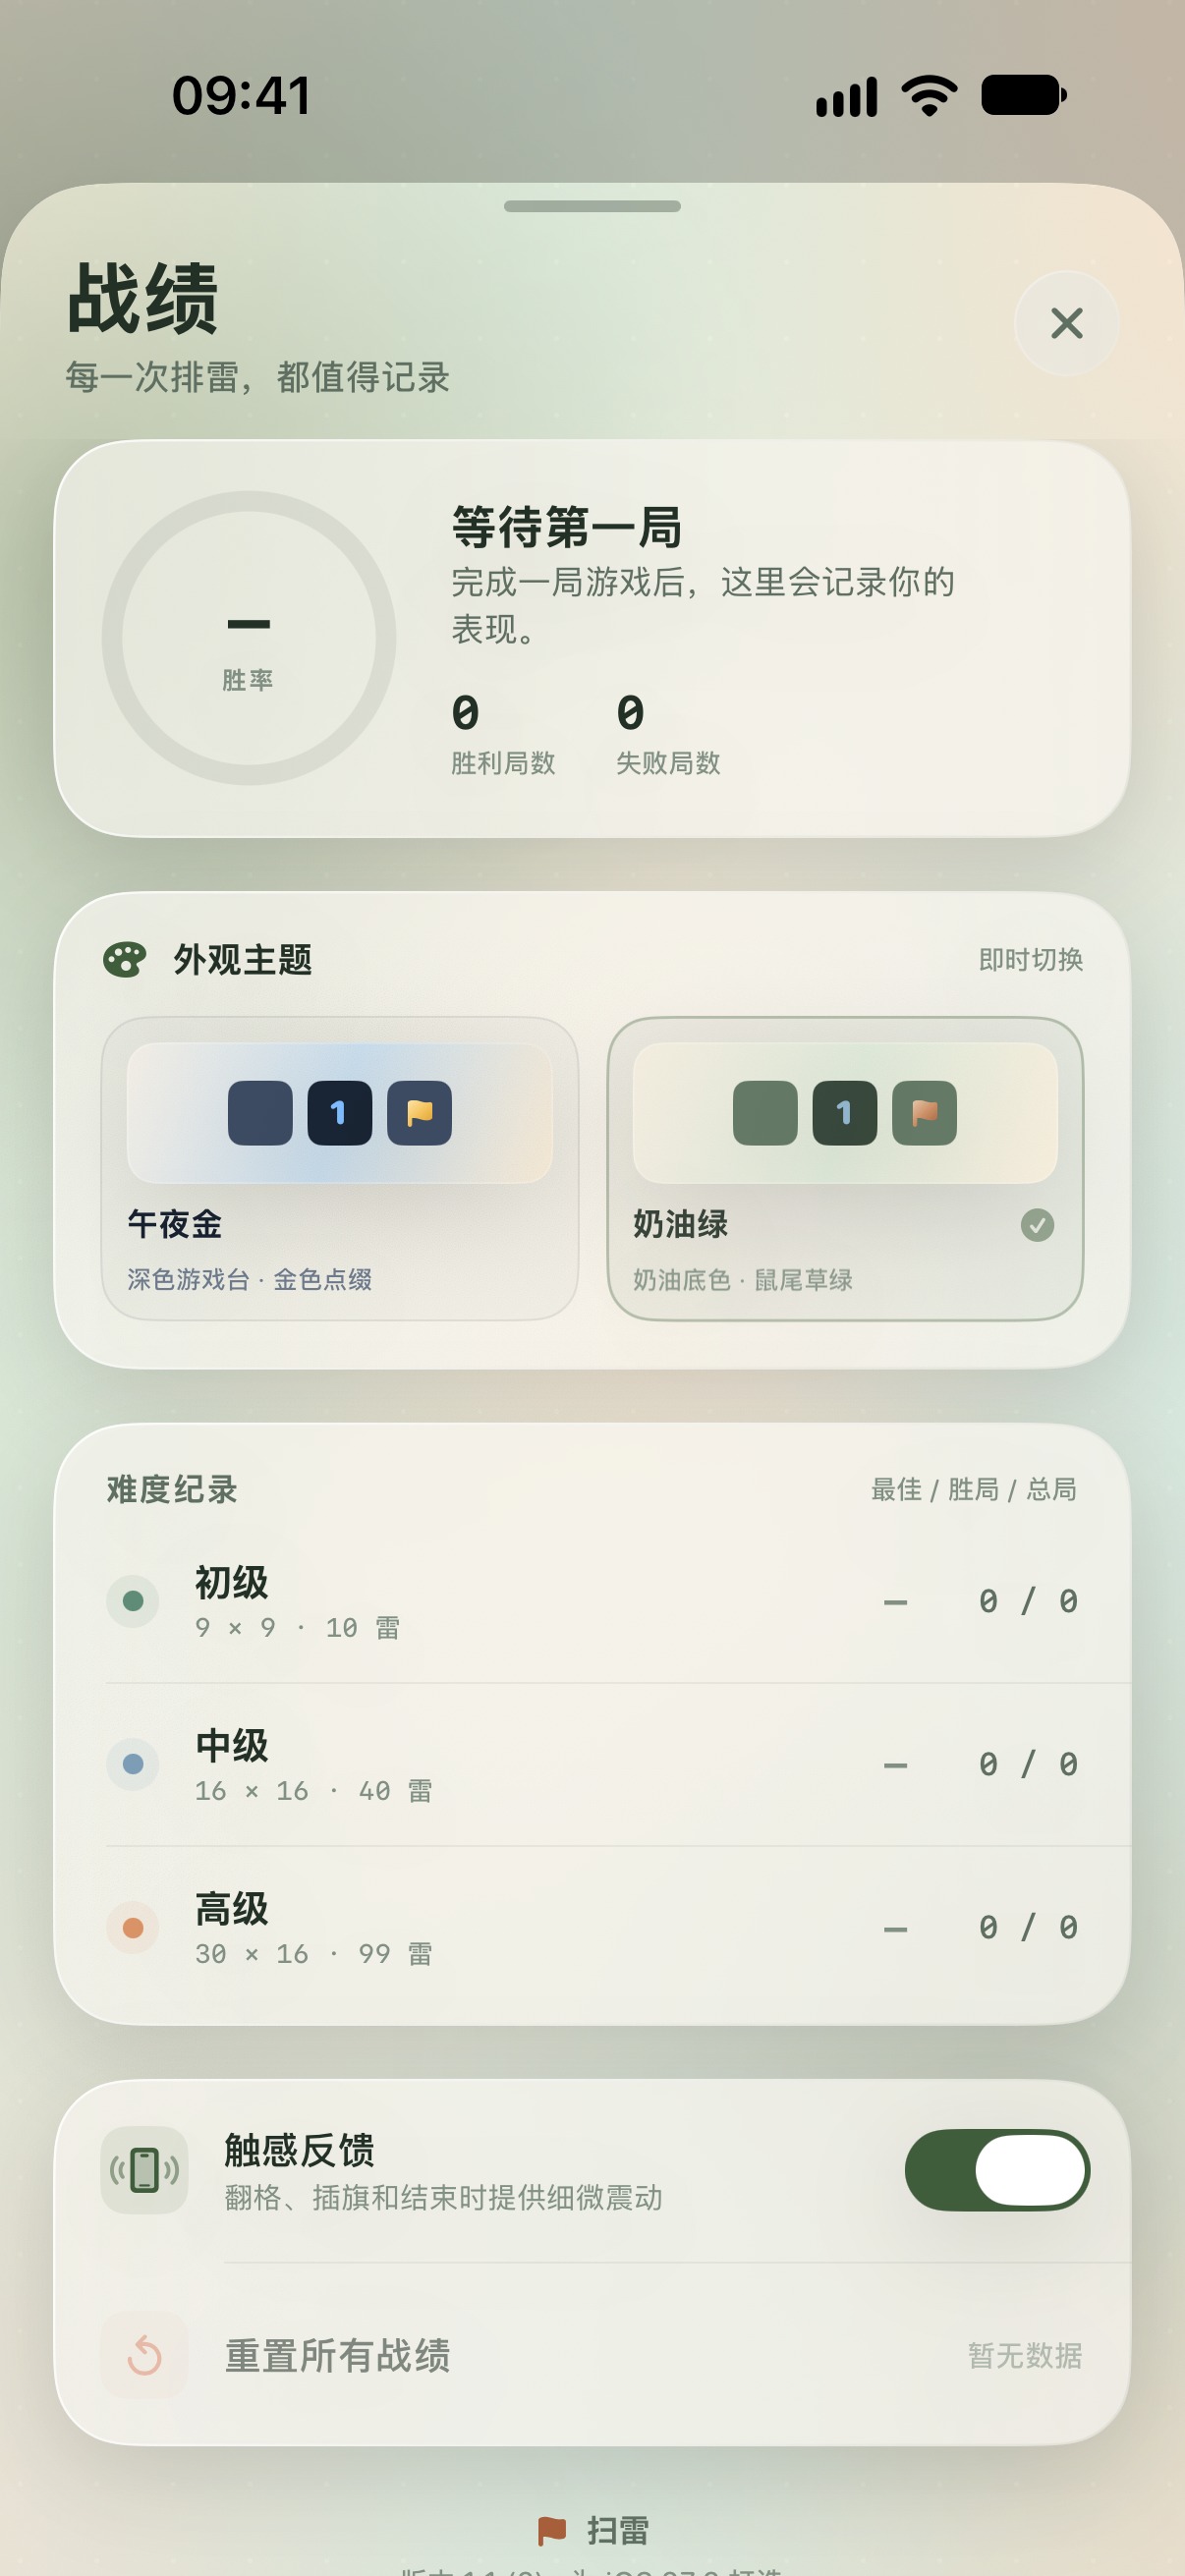 09:41
战绩
每一次排雷，都值得记录
—
胜率
等待第一局
完成一局游戏后，这里会记录你的
表现。
0 0
胜利局数 失败局数
外观主题 即时切换
1 1
午夜金 奶油绿
深色游戏台 · 金色点缀 奶油底色 · 鼠尾草绿
难度纪录 最佳 / 胜局 / 总局
初级
9 × 9 · 10 雷 — 0 / 0
中级
16 × 16 · 40 雷 — 0 / 0
高级
30 × 16 · 99 雷 — 0 / 0
触感反馈
翻格、插旗和结束时提供细微震动
重置所有战绩 暂无数据
扫雷